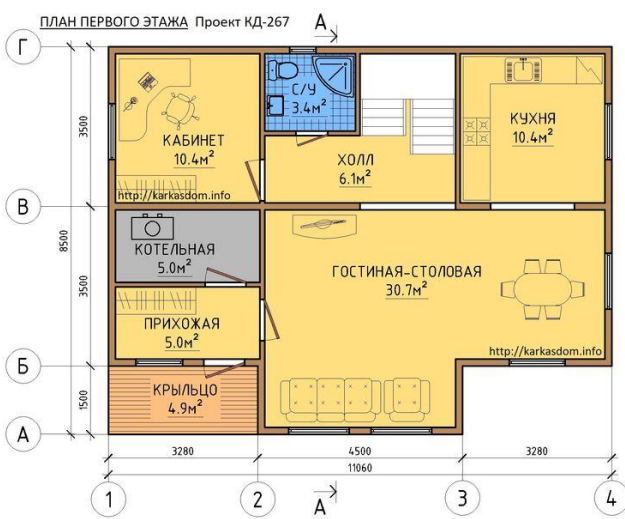 ПЛАН ПЕРВОГО ЭТАЖА Проект КД-267
А
Г
С/У
3.4м²
КУХНЯ
10.4м²
3500
КАБИНЕТ
10.4м²
ХОЛЛ
6.1м²
http://karkasdom.info
В
8500
КОТЕЛЬНАЯ
5.0м²
3500
ГОСТИНАЯ-СТОЛОВАЯ
30.7м²
ПРИХОЖАЯ
5.0м²
http://karkasdom.info
Б
КРЫЛЬЦО
4.9м²
1500
А
3280 4500 3280
11060
1 2 3 4
А